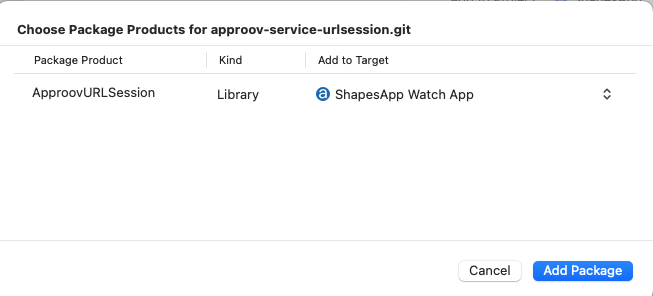 Choose Package Products for approov-service-urlsession.git
Package Product Kind Add to Target
ApproovURLSession Library ShapesApp Watch App
Cancel Add Package